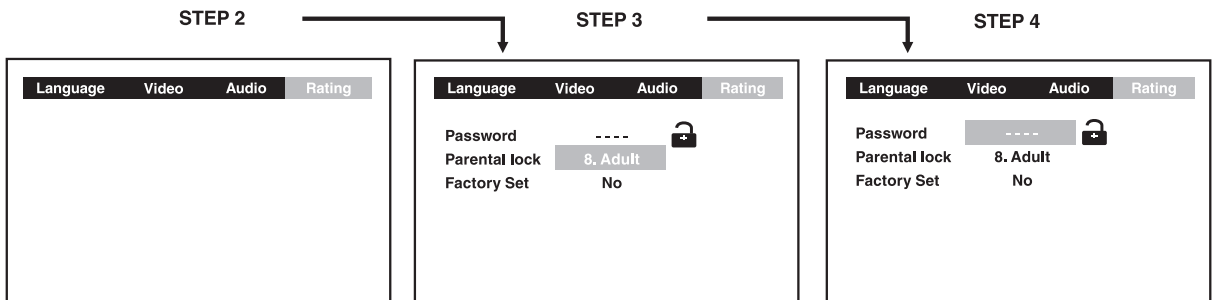 STEP 2
STEP 3
STEP 4
Language Video Audio Rating
Language Video Audio Rating
Password ----
Parental lock 8. Adult
Factory Set No
Language Video Audio Rating
Password ----
Parental lock 8. Adult
Factory Set No